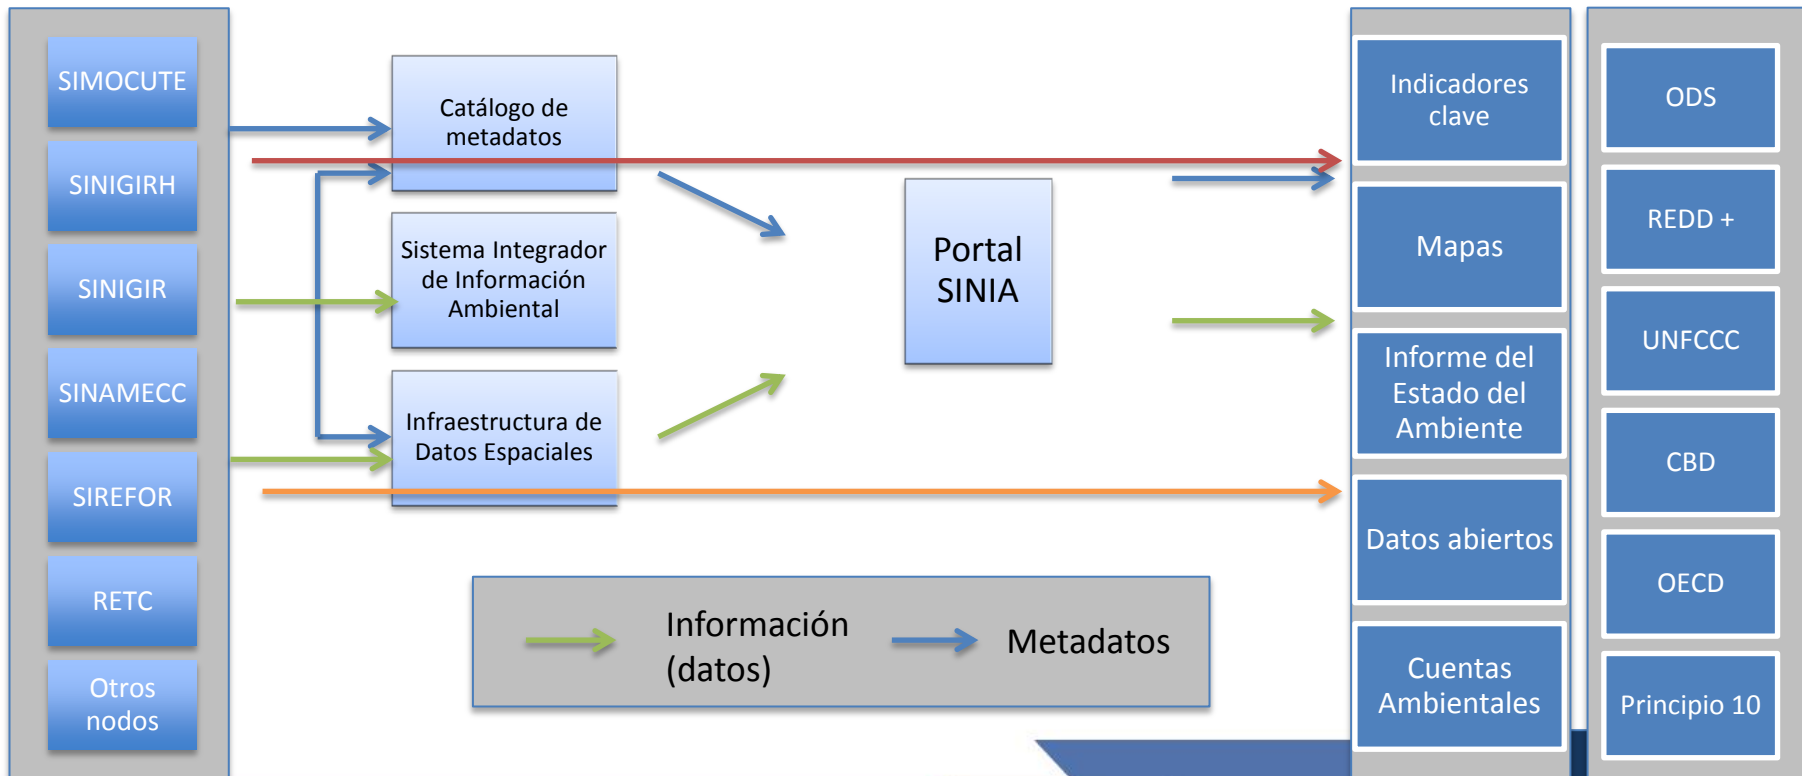 SIMOCUTE
SINIGIRH
SINIGIR
SINAMECC
SIREFOR
RETC
Otros
nodos
Catálogo de
metadatos
Sistema Integrador
de Información
Ambiental
Infraestructura de
Datos Espaciales
Portal
SINIA
Indicadores
clave
Mapas
Informe del
Estado del
Ambiente
Datos abiertos
Cuentas
Ambientales
ODS
REDD +
UNFCCC
CBD
OECD
Principio 10
Información
(datos)
Metadatos